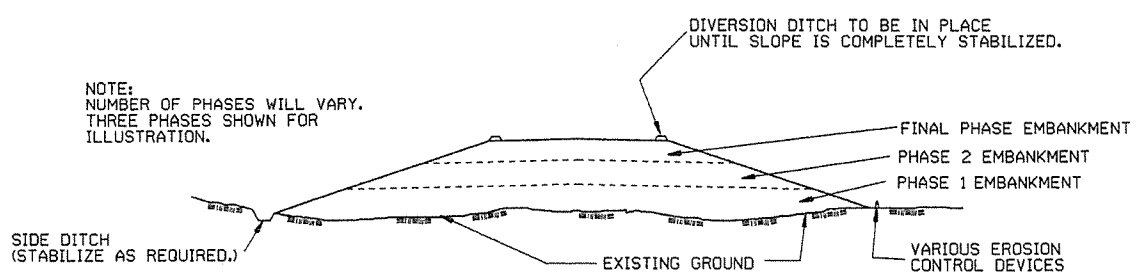 DIVERSION DITCH TO BE IN PLACE
UNTIL SLOPE IS COMPLETELY STABILIZED.
NOTE:
NUMBER OF PHASES WILL VARY.
THREE PHASES SHOWN FOR
ILLUSTRATION.
FINAL PHASE EMBANKMENT
PHASE 2 EMBANKMENT
PHASE 1 EMBANKMENT
SIDE DITCH
(STABILIZE AS REQUIRED.)
EXISTING GROUND
VARIOUS EROSION
CONTROL DEVICES